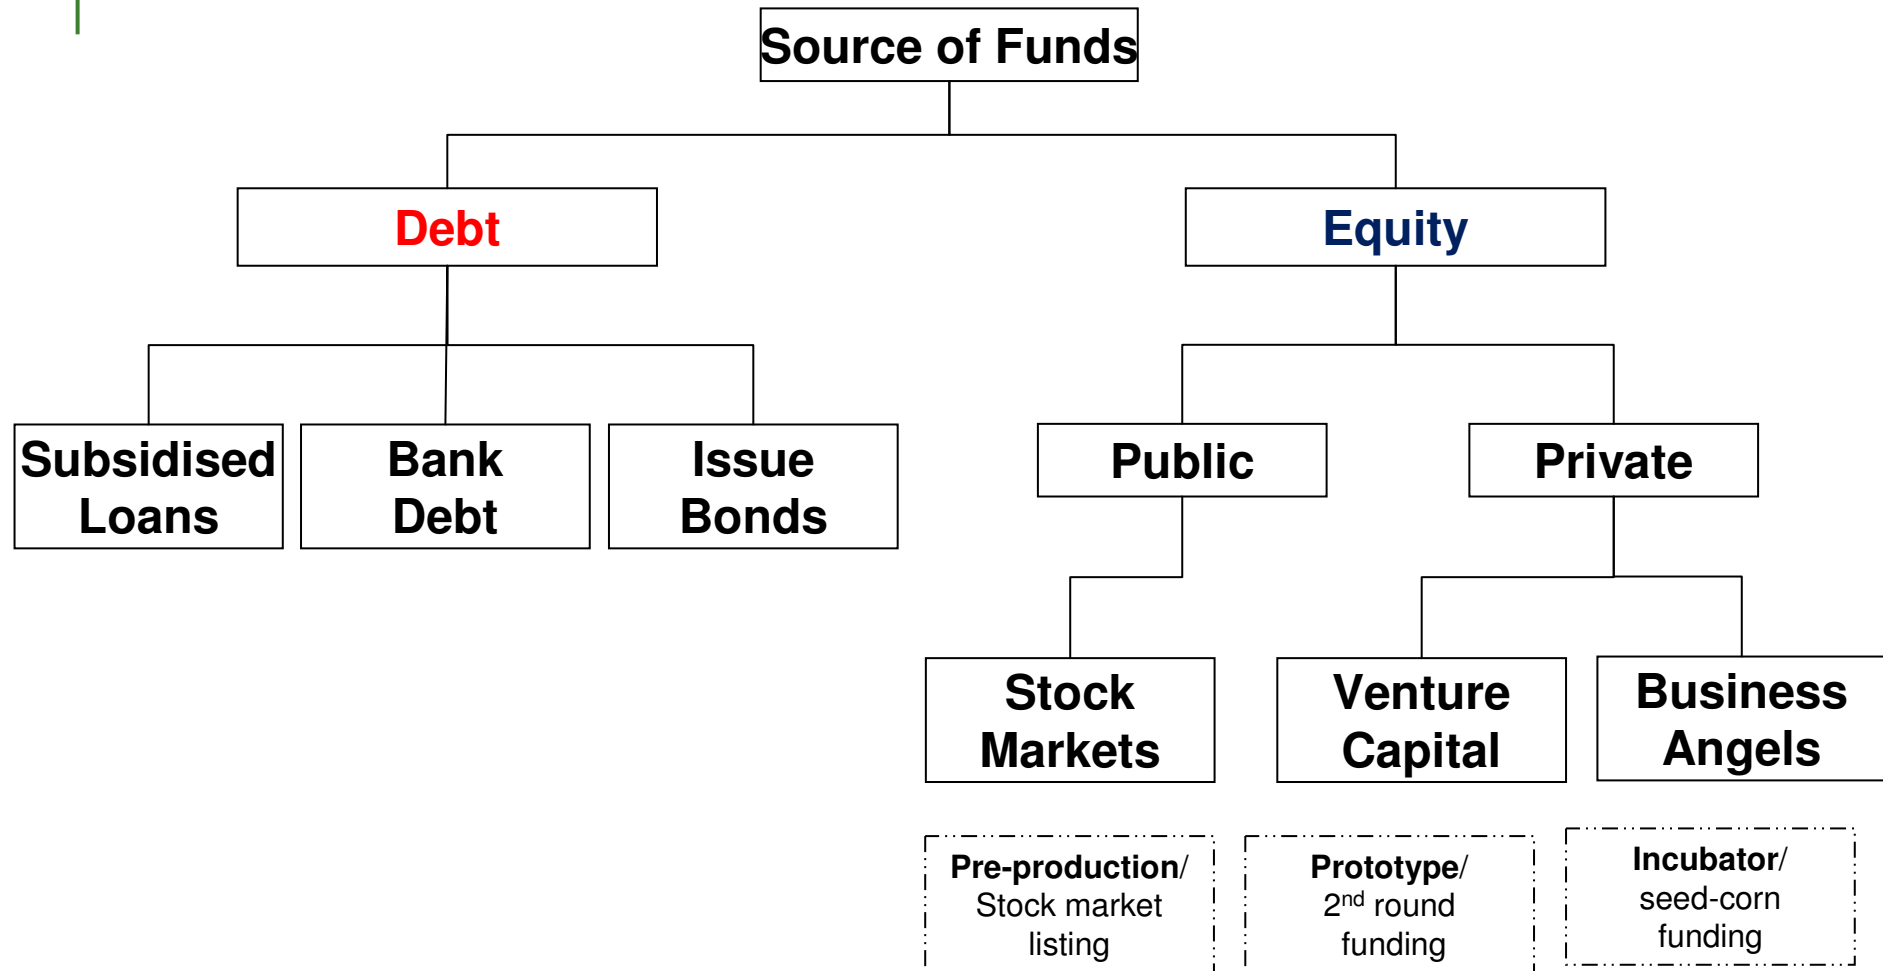 Source of Funds
Debt
Equity
Subsidised
Loans
Bank
Debt
Issue
Bonds
Public
Private
Stock
Markets
Venture
Capital
Business
Angels
Pre-production/
Stock market
listing
Prototype/
2nd round
funding
Incubator/
seed-corn
funding